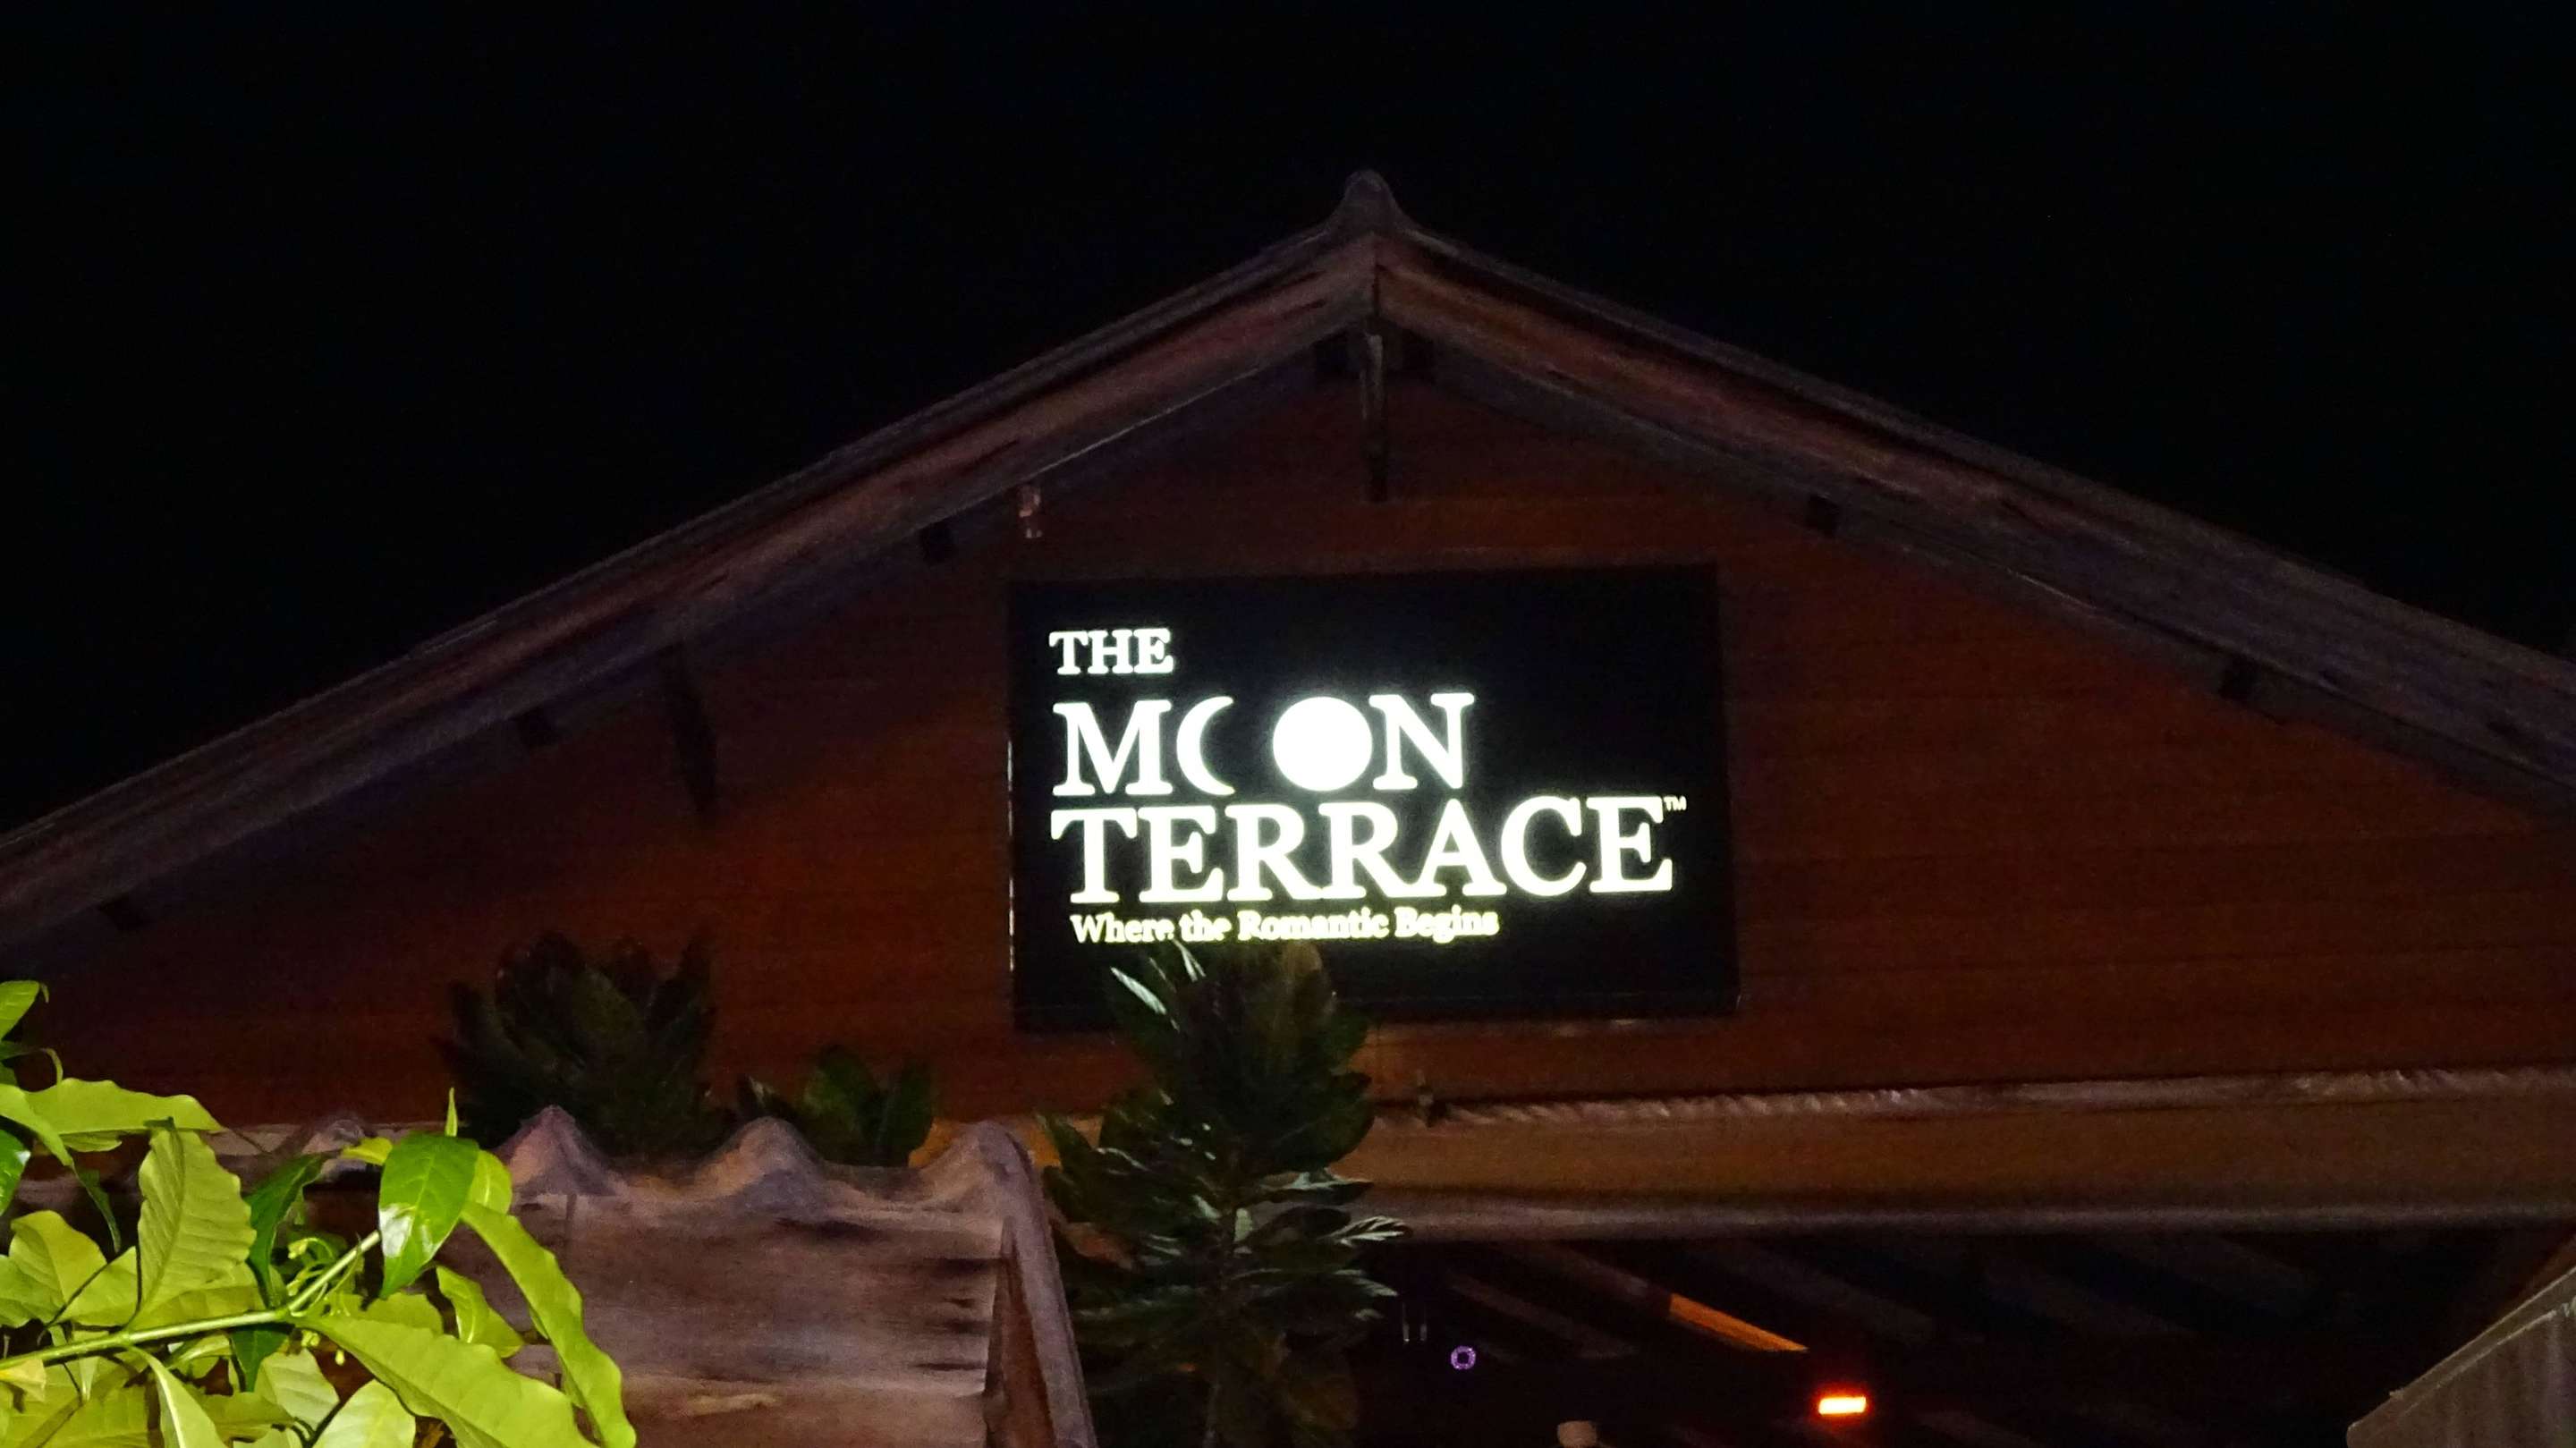 THE
MOON
TERRACE™
Where the Romantic Begins